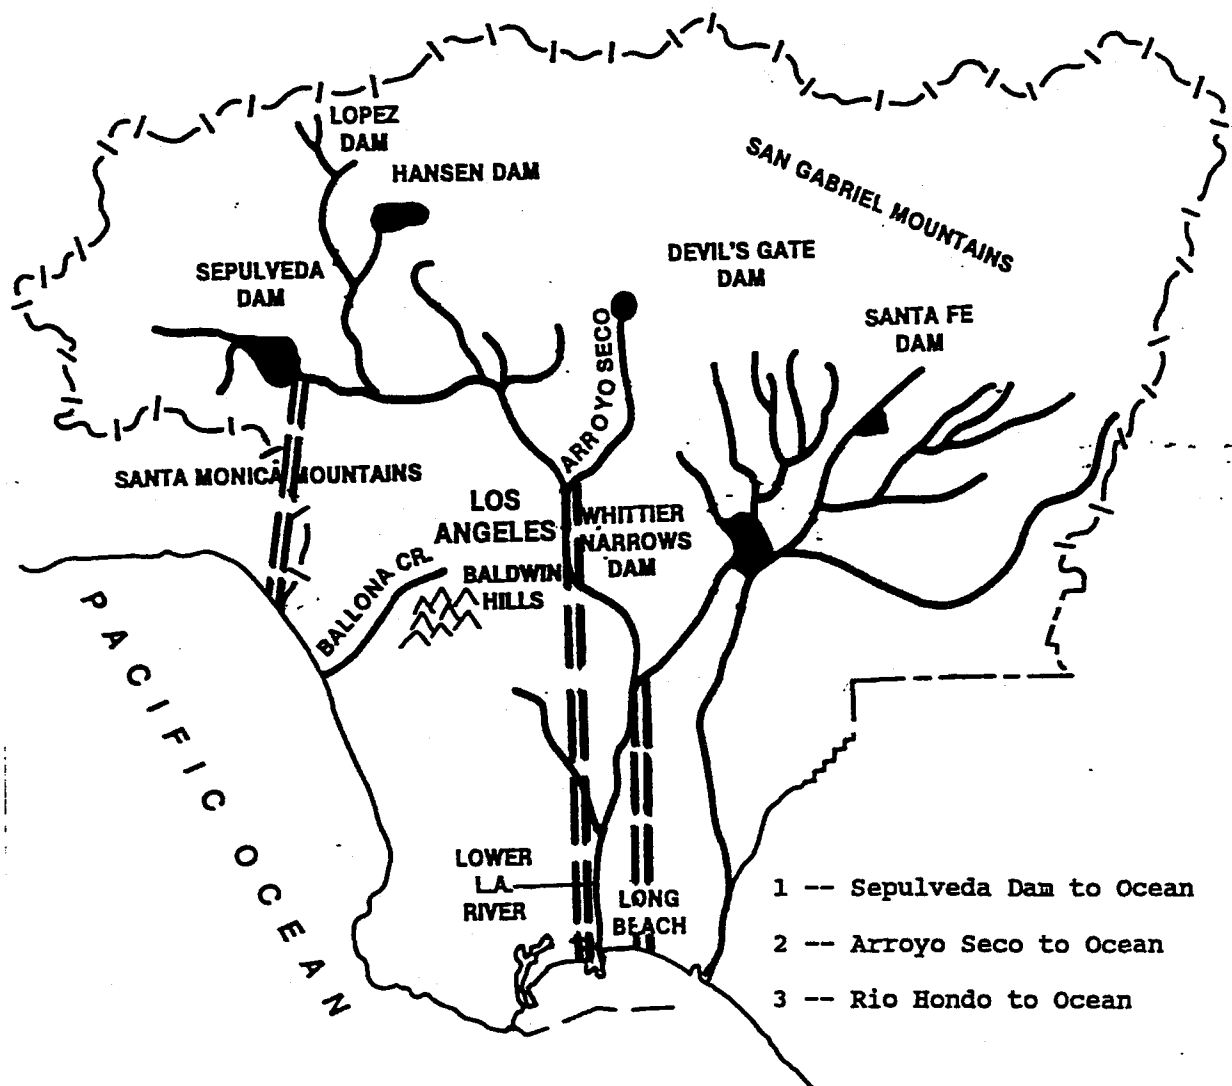 LOPEZ
DAM
HANSEN DAM
SAN GABRIEL MOUNTAINS
SEPULVEDA
DAM
DEVIL'S GATE
DAM
SANTA FE
DAM
ARROYO SECO
SANTA MONICA MOUNTAINS
LOS
ANGELES
WHITTIER
NARROWS
DAM
BALLONA CR.
BALDWIN
HILLS
PACIFIC OCEAN
LOWER
L.A.
RIVER
LONG
BEACH
1 -- Sepulveda Dam to Ocean
2 -- Arroyo Seco to Ocean
3 -- Rio Hondo to Ocean